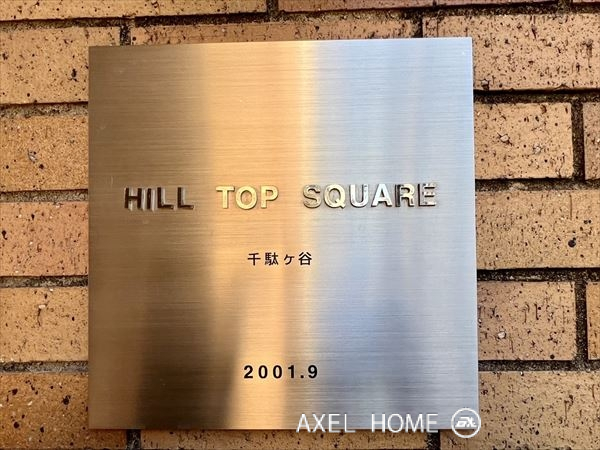 HILL TOP SQUARE
千駄ヶ谷
2001.9
AXEL HOME